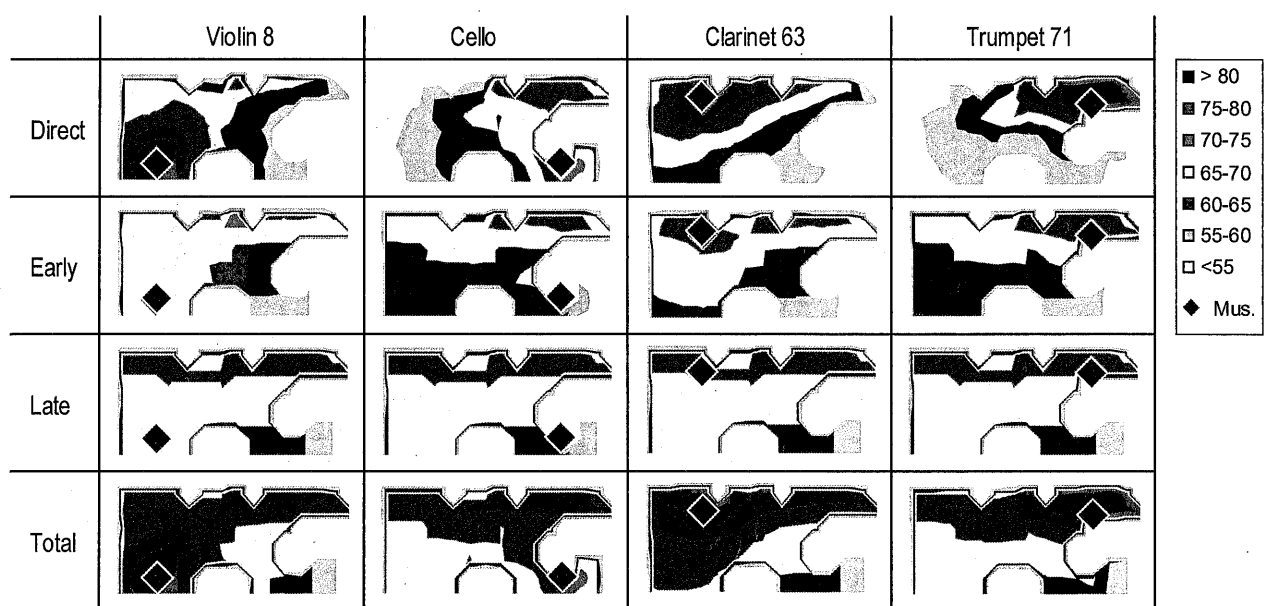 Violin 8 Cello Clarinet 63 Trumpet 71
Direct
Early
Late
Total
> 80
75-80
70-75
65-70
60-65
55-60
<55
Mus.